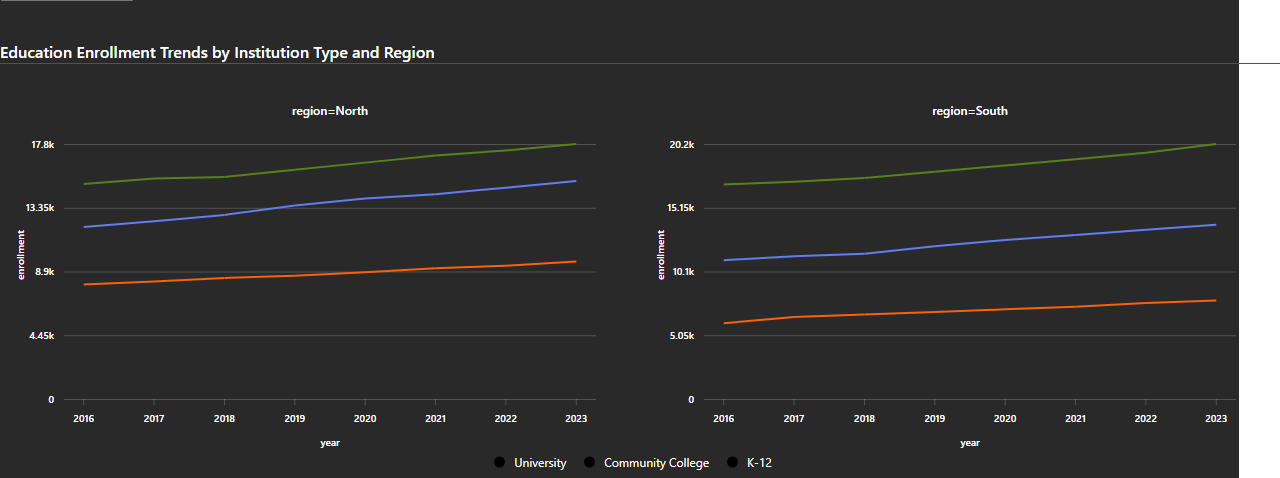 Education Enrollment Trends by Institution Type and Region
region=North
17.8k
13.35k
8.9k
4.45k
0
enrollment
2016 2017 2018 2019 2020 2021 2022 2023
year
region=South
20.2k
15.15k
10.1k
5.05k
0
enrollment
2016 2017 2018 2019 2020 2021 2022 2023
year
University Community College K-12